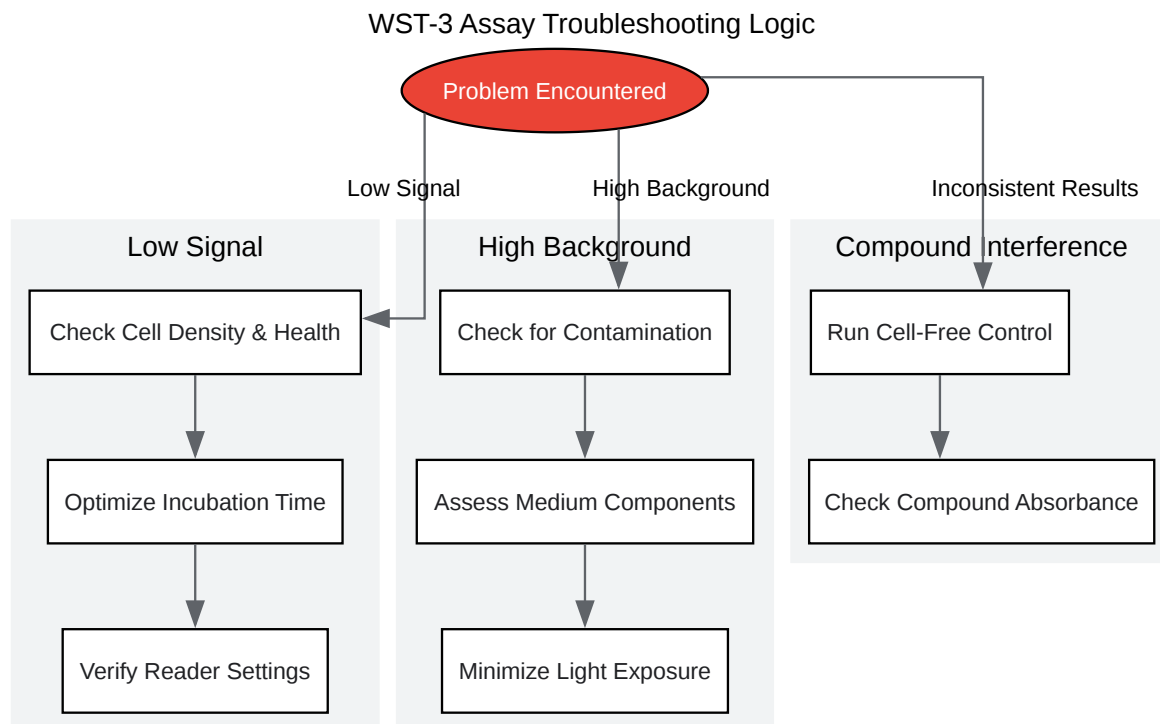 WST-3 Assay Troubleshooting Logic
Problem Encountered
Low Signal
High Background
Inconsistent Results
Low Signal
High Background
Compound Interference
Check Cell Density & Health
Check for Contamination
Run Cell-Free Control
Optimize Incubation Time
Assess Medium Components
Check Compound Absorbance
Verify Reader Settings
Minimize Light Exposure